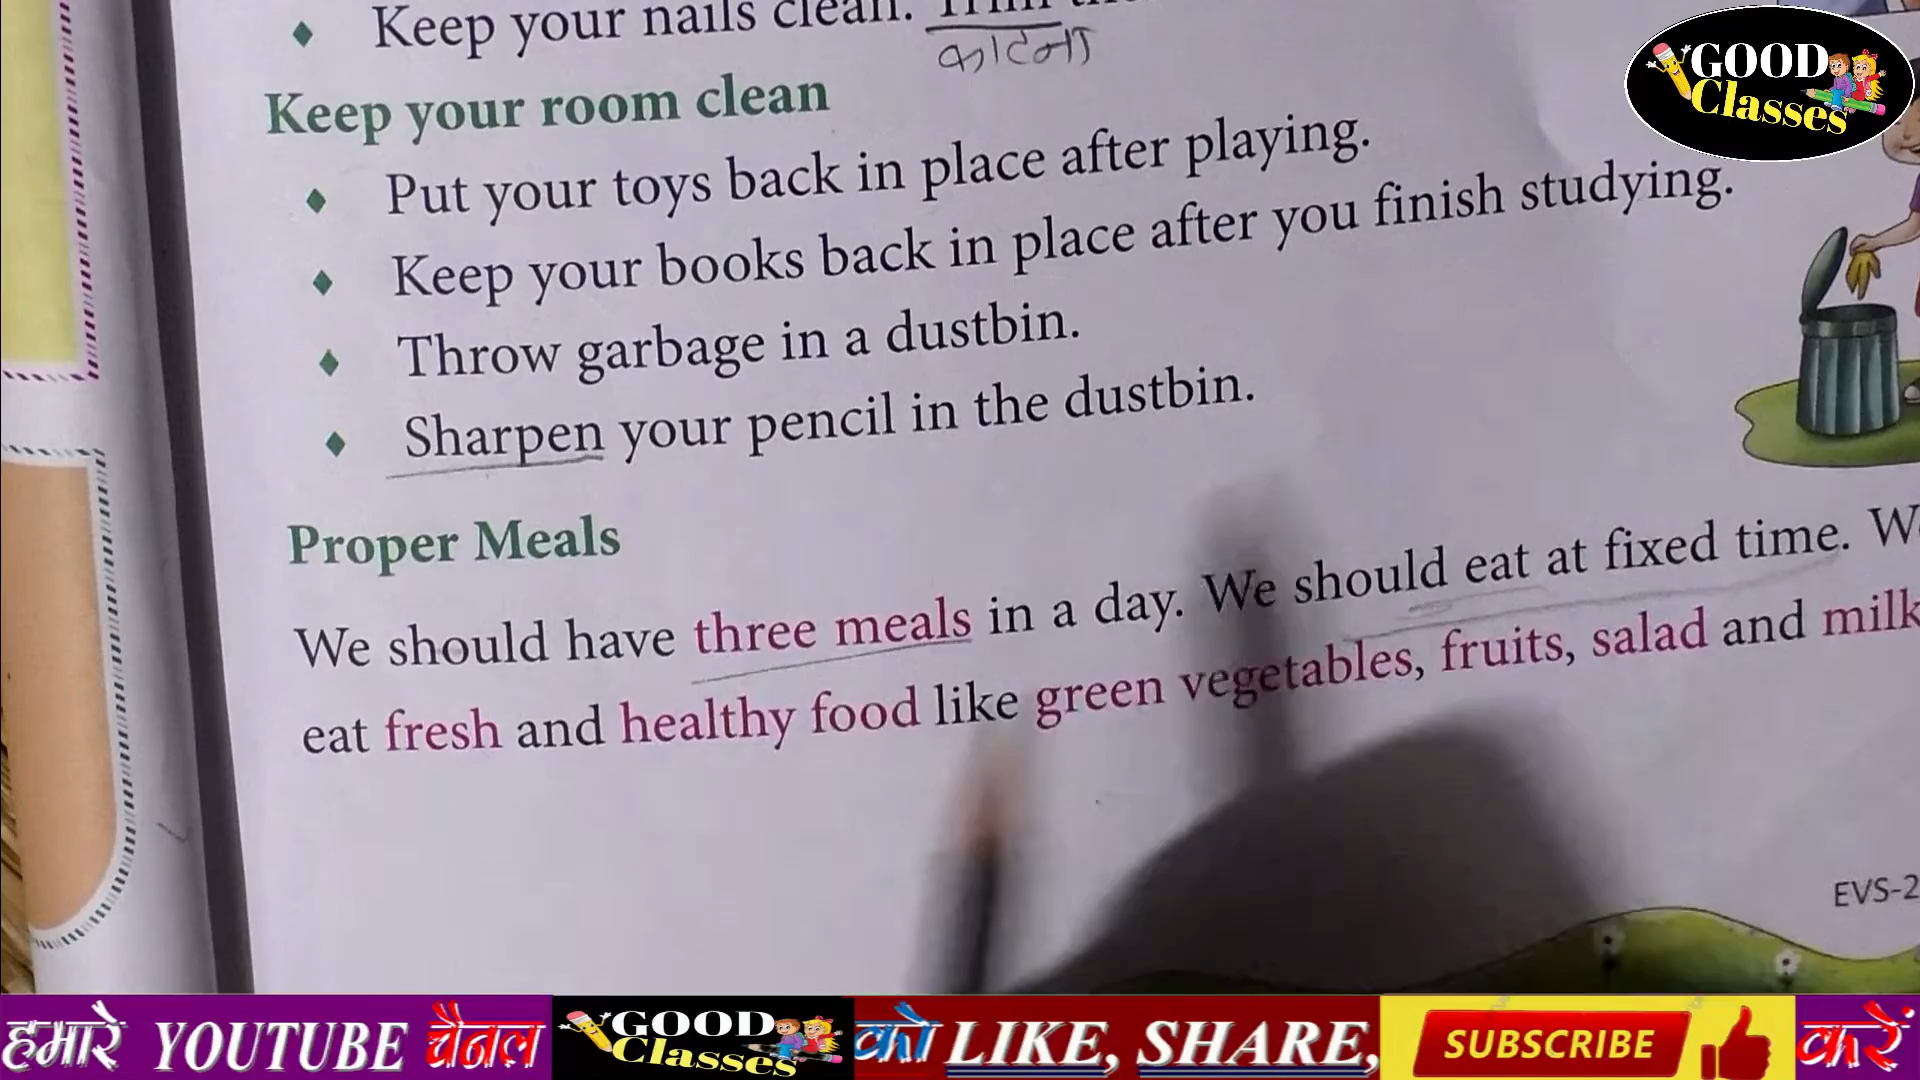 Keep your nails clean. Trim
काटना
Keep your room clean
Put your toys back in place after playing.
Keep your books back in place after you finish studying.
Throw garbage in a dustbin.
Sharpen your pencil in the dustbin.
Proper Meals
We should have three meals in a day. We should eat at fixed time.
eat fresh and healthy food like green vegetables, fruits, salad and milk
EVS-2
GOOD
Classes
हमारे YOUTUBE चैनल GOOD Classes को LIKE, SHARE, SUBSCRIBE करें